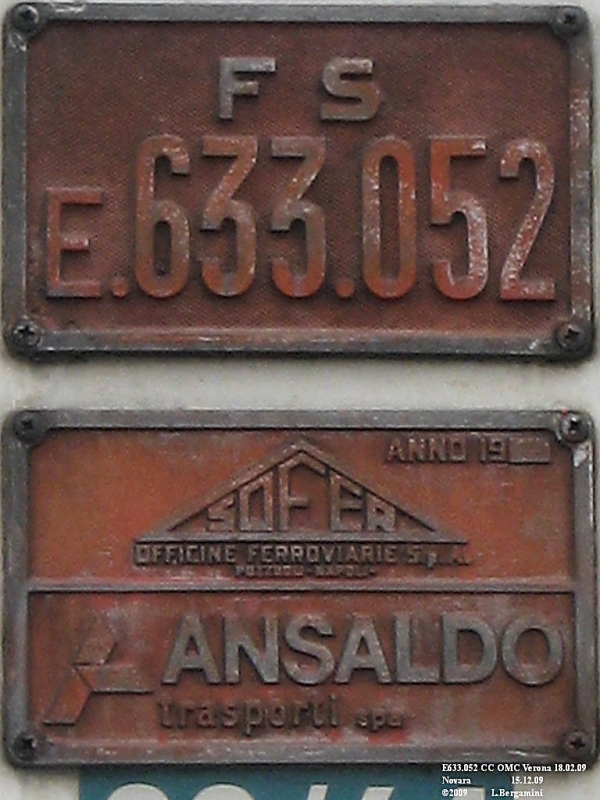 F S
E.633.052
ANNO 19
SOFER
OFFICINE FERROVIARIE S.p.A.
POZZUOLI-NAPOLI
ANSALDO
Trasporti spa
E633.052 CC OMC Verona 18.02.09
Novara 15.12.09
©2009 L.Bergamini